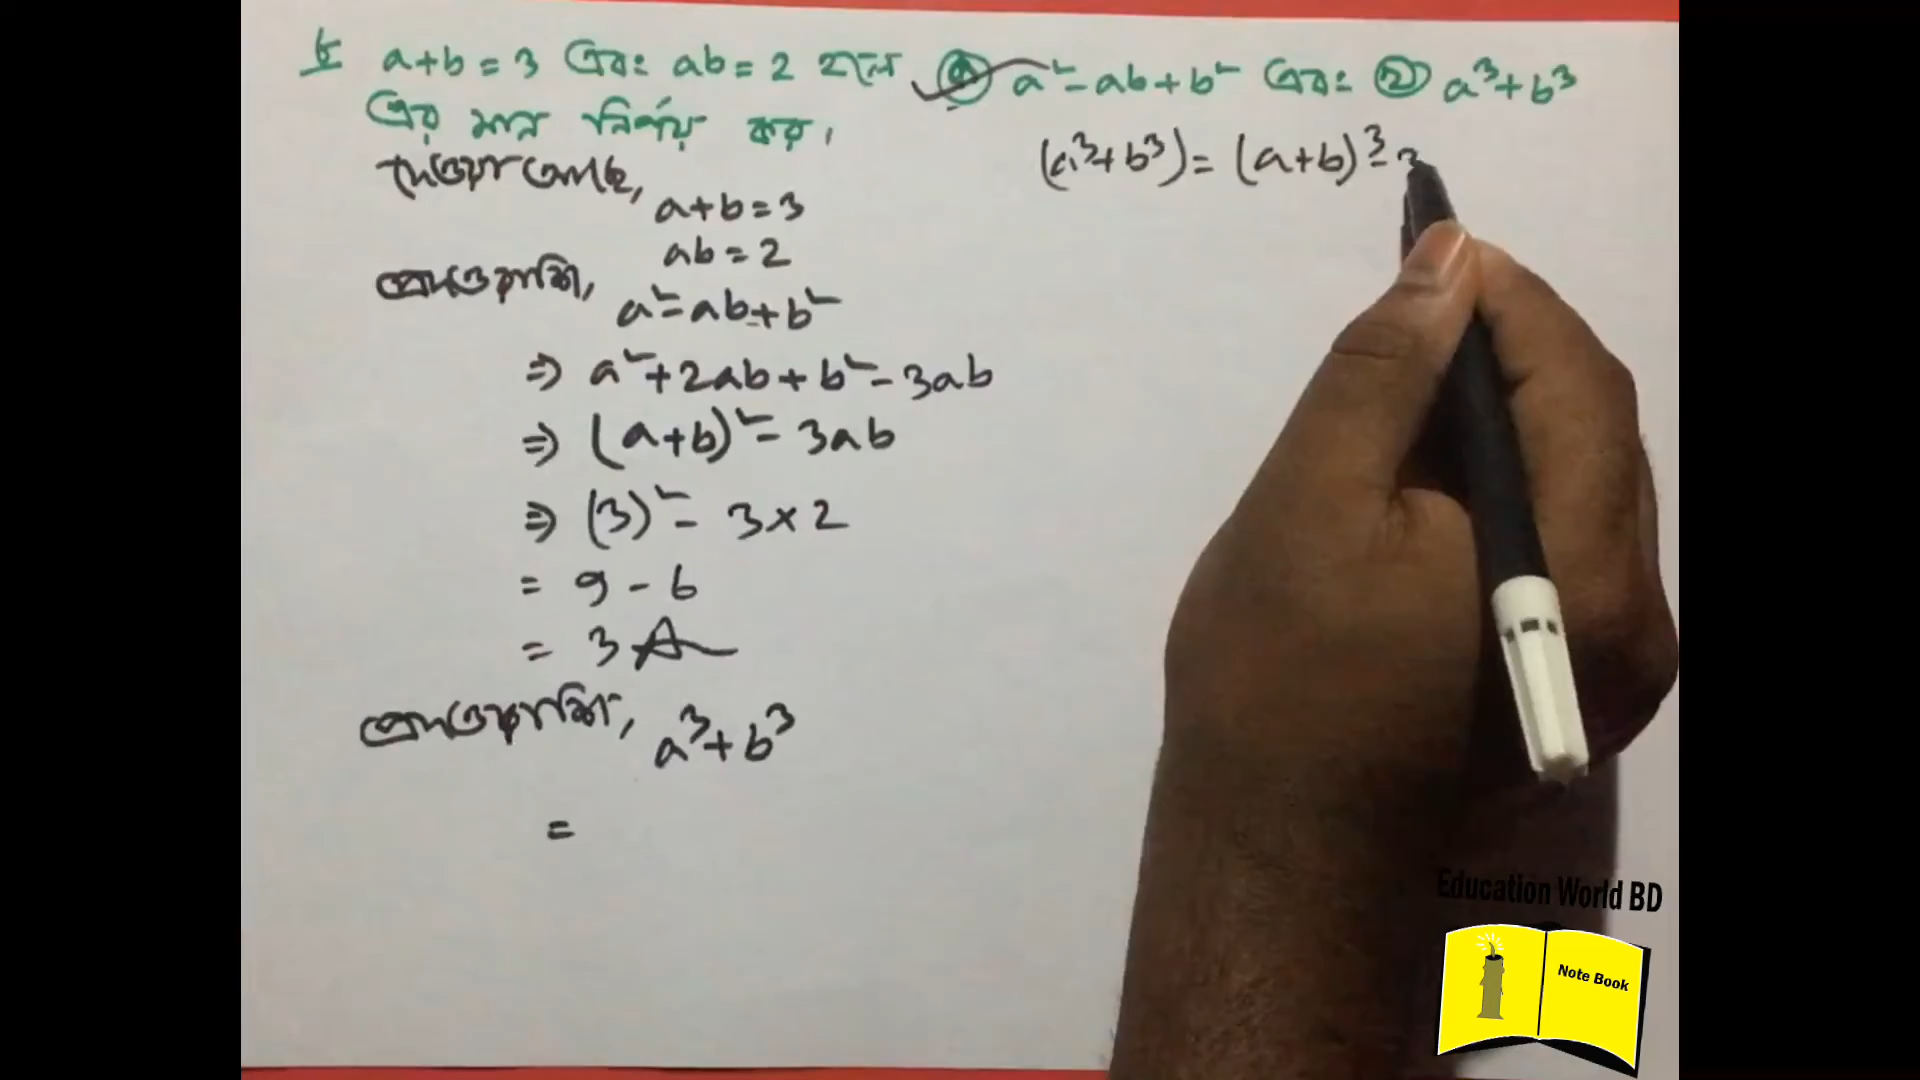 ৮ a+b=3 এবং ab=2 হলে ১ a²-ab+b² এবং ২ a³+b³
এর মান নির্ণয় কর।
দেওয়া আছে,
a+b=3
ab=2
প্রদত্ত রাশি,
a²-ab+b²
⇒ a²+2ab+b²-3ab
⇒ (a+b)²-3ab
⇒ (3)²-3×2
= 9-6
= 3
প্রদত্ত রাশি,
a³+b³
=
(a³+b³)=(a+b)³-3
Education World BD
Note Book